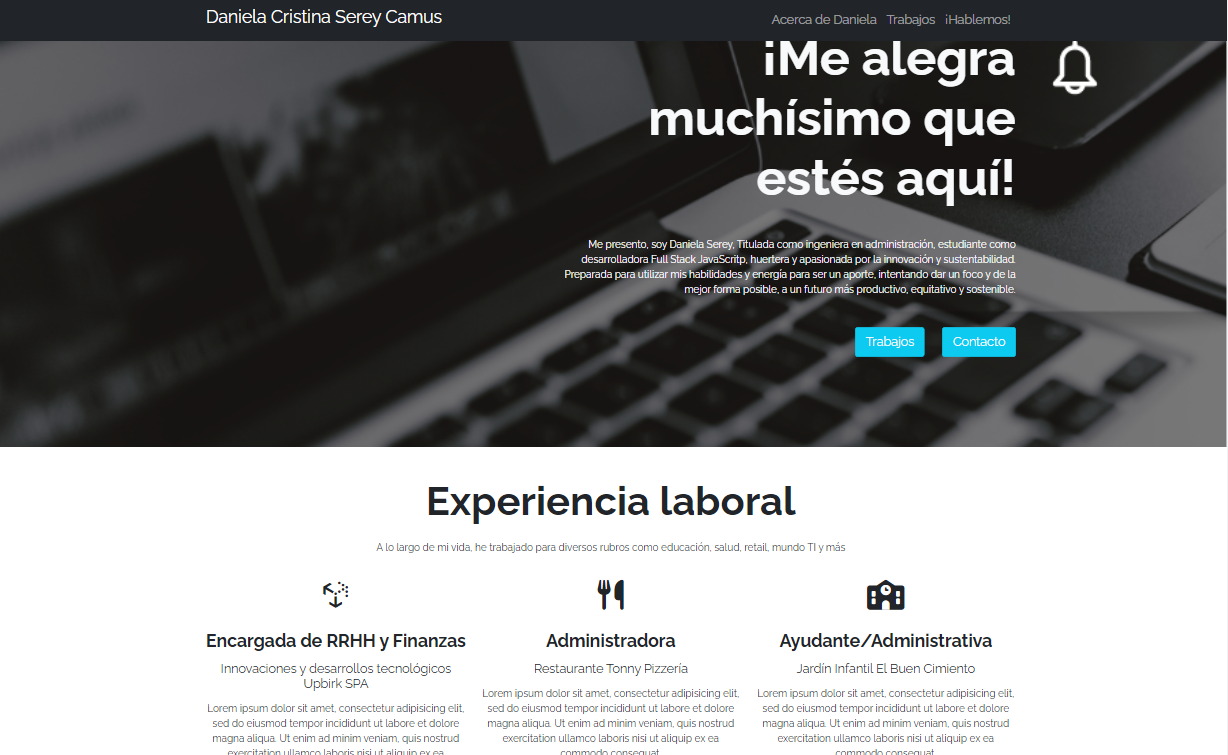 Daniela Cristina Serey Camus
Acerca de Daniela Trabajos ¡Hablemos!
¡Me alegra
muchísimo que
estés aquí!
Me presento, soy Daniela Serey, Titulada como ingeniera en administración, estudiante como
desarrolladora Full Stack JavaScritp, huertera y apasionada por la innovación y sustentabilidad.
Preparada para utilizar mis habilidades y energía para ser un aporte, intentando dar un foco y de la
mejor forma posible, a un futuro más productivo, equitativo y sostenible.
Trabajos Contacto
Experiencia laboral
A lo largo de mi vida, he trabajado para diversos rubros como educación, salud, retail, mundo TI y más
Encargada de RRHH y Finanzas
Innovaciones y desarrollos tecnológicos
Upbirk SPA
Lorem ipsum dolor sit amet, consectetur adipisicing elit,
sed do eiusmod tempor incididunt ut labore et dolore
magna aliqua. Ut enim ad minim veniam, quis nostrud
exercitation ullamco laboris nisi ut aliquip ex ea
Administradora
Restaurante Tonny Pizzería
Lorem ipsum dolor sit amet, consectetur adipisicing elit,
sed do eiusmod tempor incididunt ut labore et dolore
magna aliqua. Ut enim ad minim veniam, quis nostrud
exercitation ullamco laboris nisi ut aliquip ex ea
commodo consequat.
Ayudante/Administrativa
Jardín Infantil El Buen Cimiento
Lorem ipsum dolor sit amet, consectetur adipisicing elit,
sed do eiusmod tempor incididunt ut labore et dolore
magna aliqua. Ut enim ad minim veniam, quis nostrud
exercitation ullamco laboris nisi ut aliquip ex ea
commodo consequat.